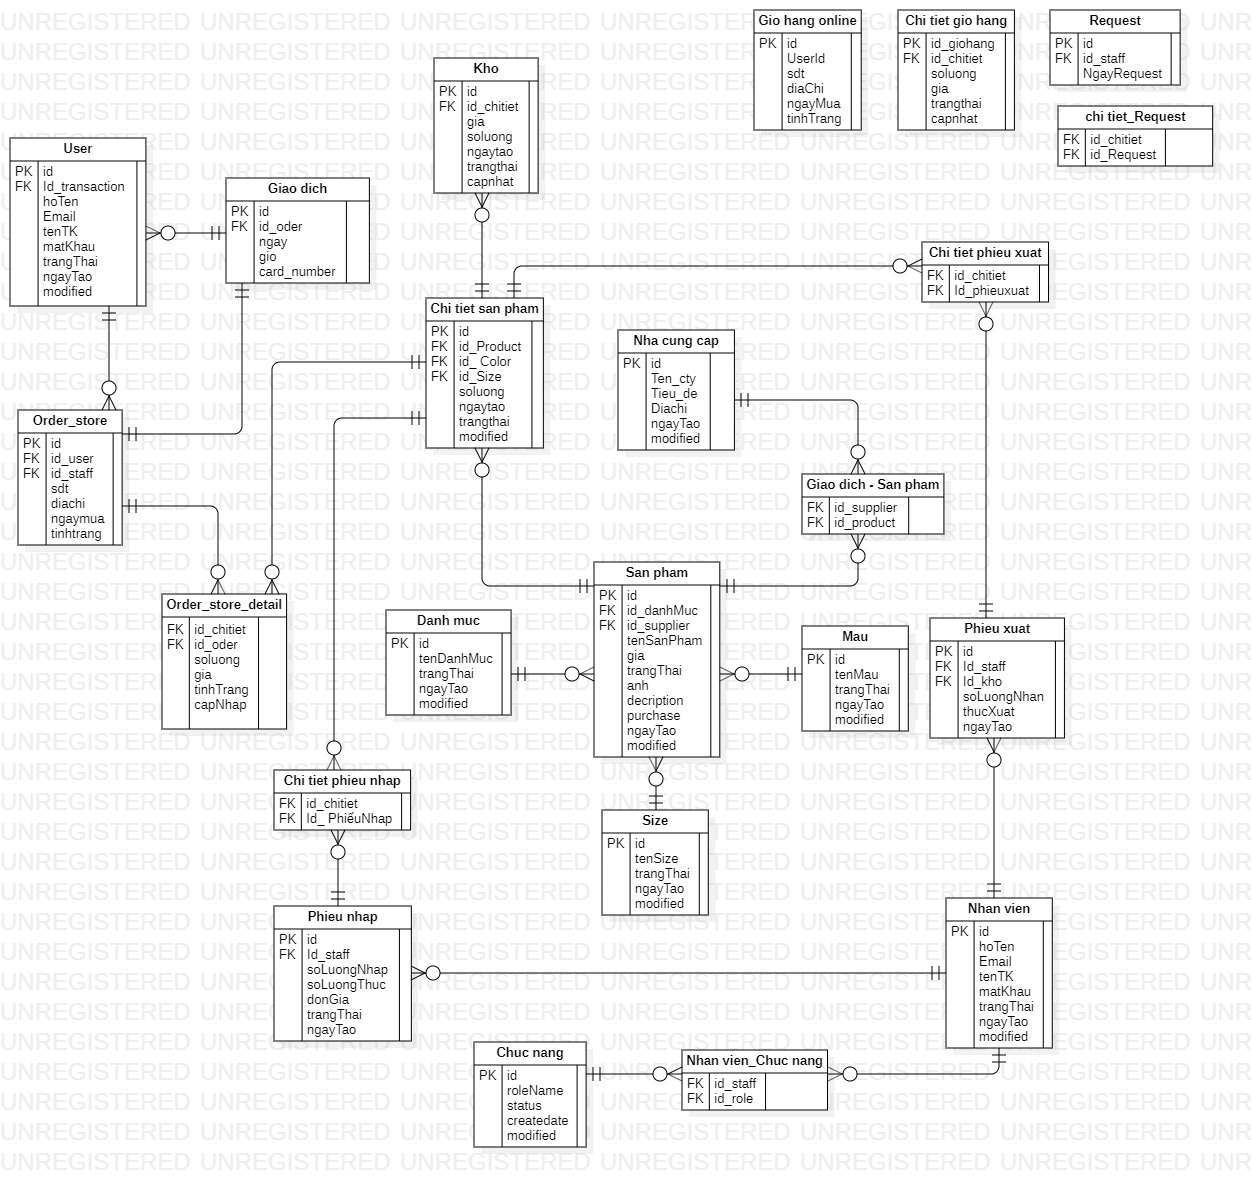 Gio hang online
PK id
UserId
sdt
diaChi
ngayMua
tinhTrang
Chi tiet gio hang
PK id_giohang
FK id_chitiet
soluong
gia
trangthai
capnhat
Request
PK id
FK id_staff
NgayRequest
chi tiet_Request
FK id_chitiet
FK id_Request
Kho
PK id
FK id_chitiet
gia
soluong
ngaytao
trangthai
capnhat
User
PK id
FK Id_transaction
hoTen
Email
tenTK
matKhau
trangThai
ngayTao
modified
Giao dich
PK id
FK id_oder
ngay
gio
card_number
Chi tiet phieu xuat
FK id_chitiet
FK Id_phieuxuat
Chi tiet san pham
PK id
FK id_Product
FK id_ Color
FK id_Size
soluong
ngaytao
trangthai
modified
Nha cung cap
PK id
Ten_cty
Tieu_de
Diachi
ngayTao
modified
Order_store
PK id
FK id_user
FK id_staff
sdt
diachi
ngaymua
tinhtrang
Giao dich - San pham
FK id_supplier
FK id_product
San pham
PK id
FK id_danhMuc
FK id_supplier
tenSanPham
gia
trangThai
anh
decription
purchase
ngayTao
modified
Order_store_detail
FK id_chitiet
FK id_oder
soluong
gia
tinhTrang
capNhap
Danh muc
PK id
tenDanhMuc
trangThai
ngayTao
modified
Mau
PK id
tenMau
trangThai
ngayTao
modified
Phieu xuat
PK id
FK Id_staff
FK Id_kho
soLuongNhan
thucXuat
ngayTao
Chi tiet phieu nhap
FK id_chitiet
FK Id_ PhiếuNhap
Size
PK id
tenSize
trangThai
ngayTao
modified
Phieu nhap
PK id
FK Id_staff
soLuongNhap
soLuongThuc
donGia
trangThai
ngayTao
Nhan vien
PK id
hoTen
Email
tenTK
matKhau
trangThai
ngayTao
modified
Chuc nang
PK id
roleName
status
createdate
modified
Nhan vien_Chuc nang
FK id_staff
FK id_role